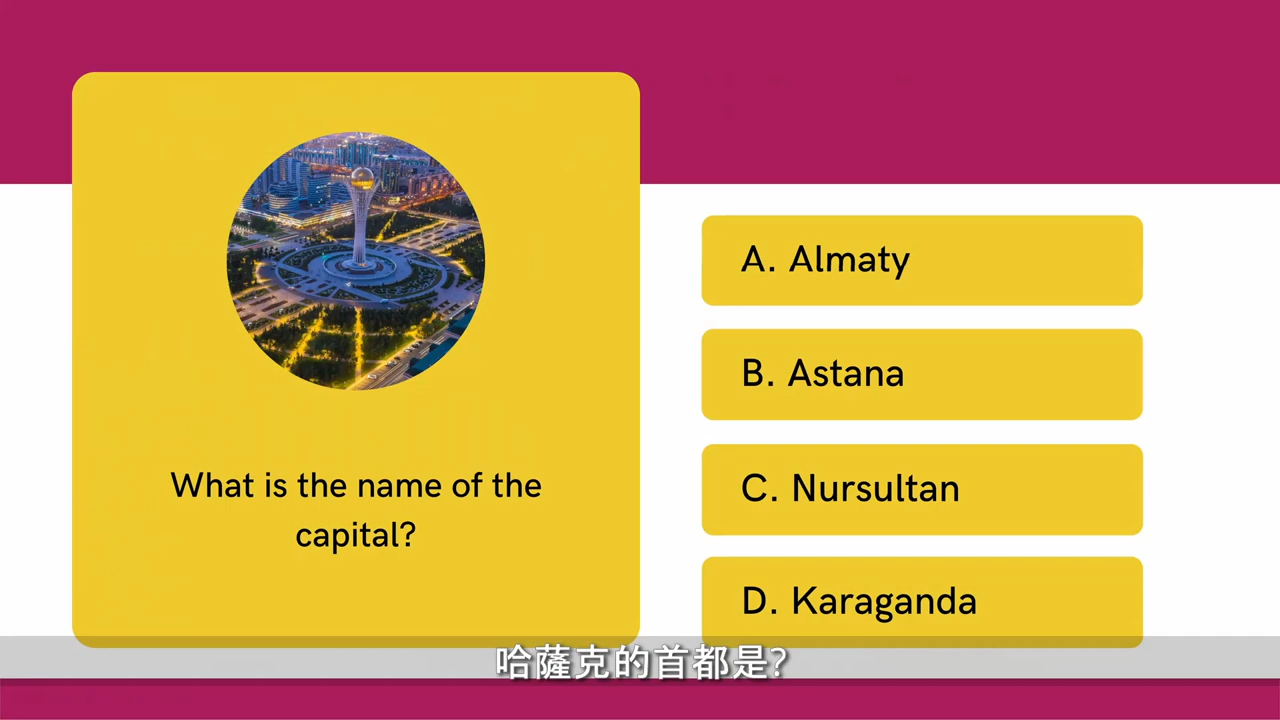 What is the name of the
capital?
A. Almaty
B. Astana
C. Nursultan
D. Karaganda
哈薩克的首都是?